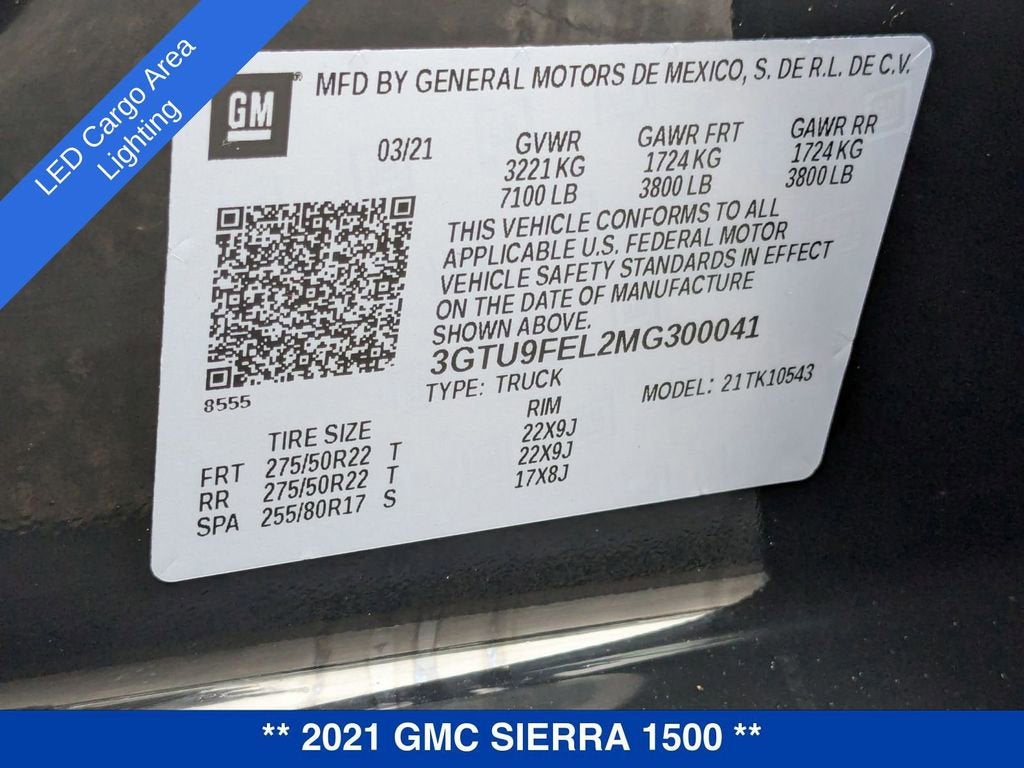 LED Cargo Area
Lighting
GM
MFD BY GENERAL MOTORS DE MEXICO, S. DE R.L. DE C.V.
03/21 GVWR GAWR FRT GAWR RR
3221 KG 1724 KG 1724 KG
7100 LB 3800 LB 3800 LB
THIS VEHICLE CONFORMS TO ALL
APPLICABLE U.S. FEDERAL MOTOR
VEHICLE SAFETY STANDARDS IN EFFECT
ON THE DATE OF MANUFACTURE
SHOWN ABOVE.
3GTU9FEL2MG300041
8555
TYPE: TRUCK MODEL: 21TK10543
TIRE SIZE RIM
FRT 275/50R22 T 22X9J
RR 275/50R22 T 22X9J
SPA 255/80R17 S 17X8J
** 2021 GMC SIERRA 1500 **